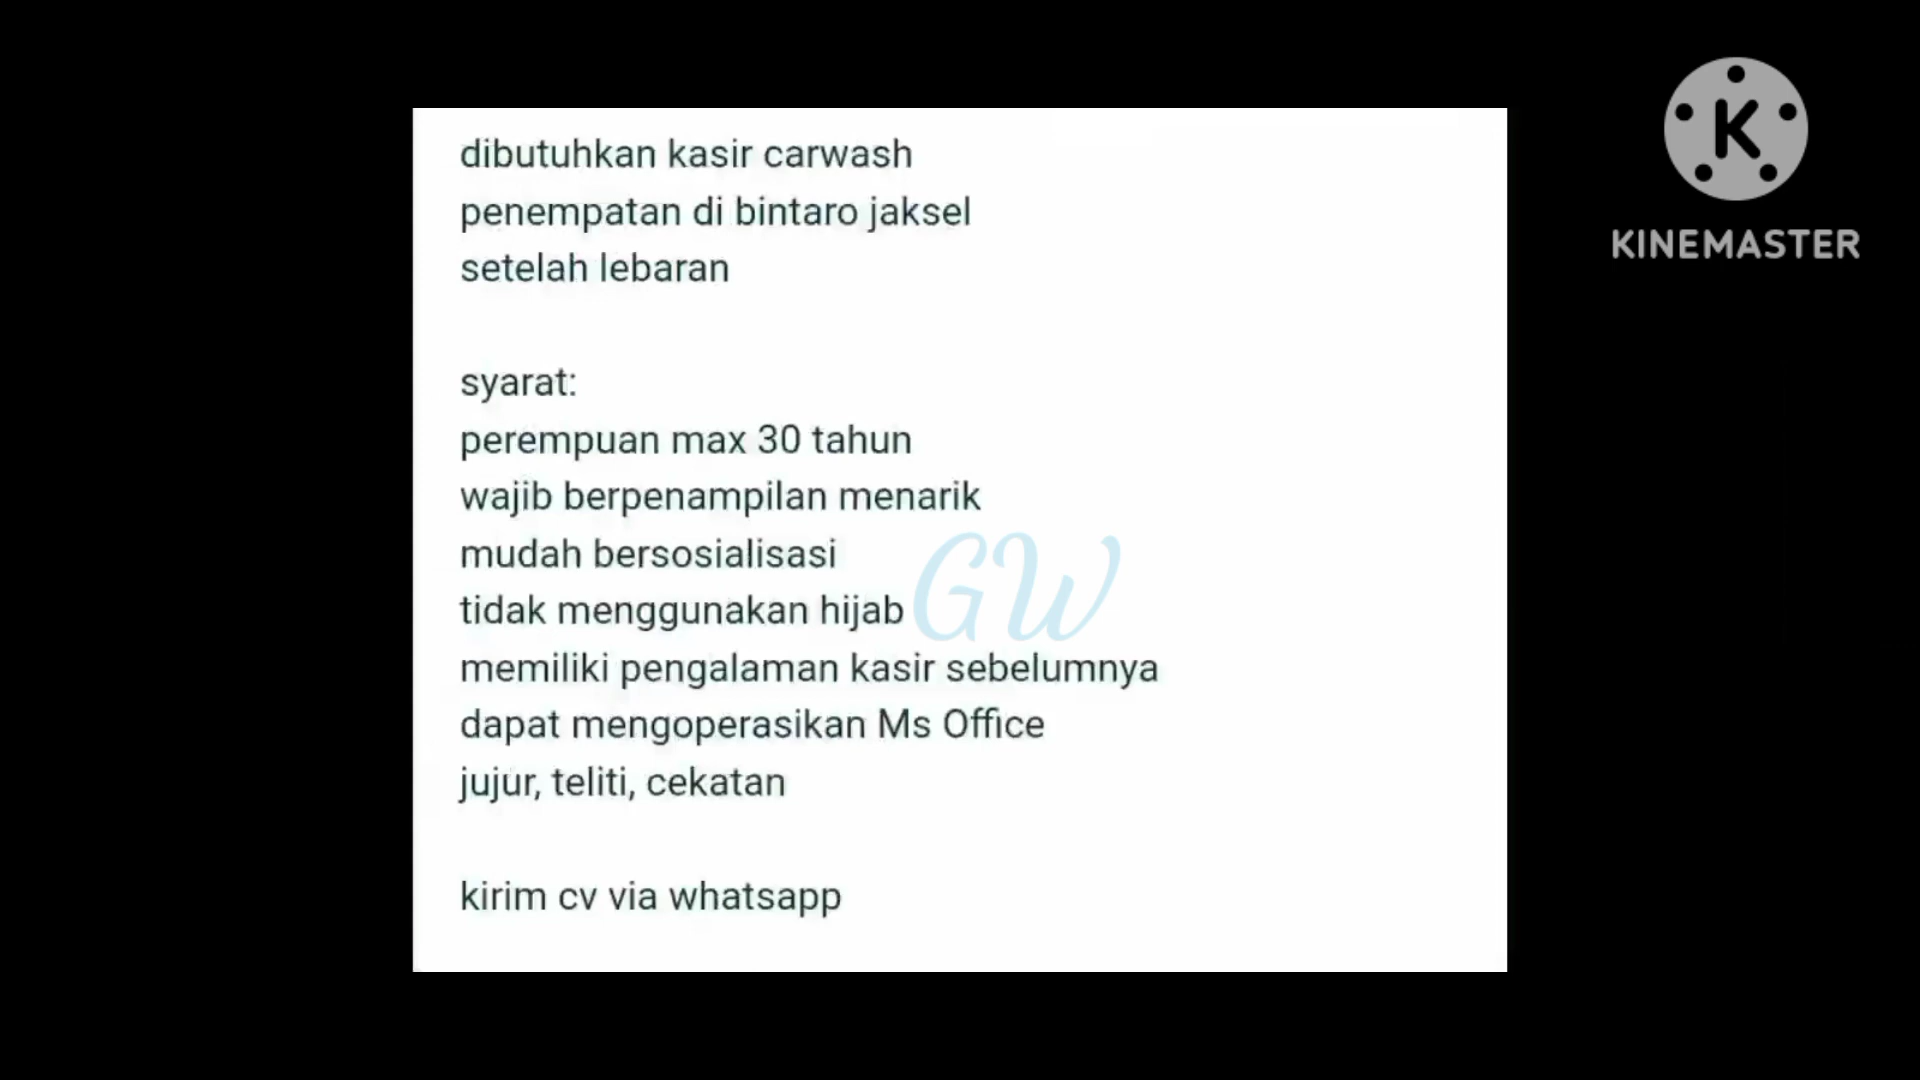 dibutuhkan kasir carwash
penempatan di bintaro jaksel
setelah lebaran
syarat:
perempuan max 30 tahun
wajib berpenampilan menarik
mudah bersosialisasi
tidak menggunakan hijab
memiliki pengalaman kasir sebelumnya
dapat mengoperasikan Ms Office
jujur, teliti, cekatan
kirim cv via whatsapp
GW
K
KINEMASTER